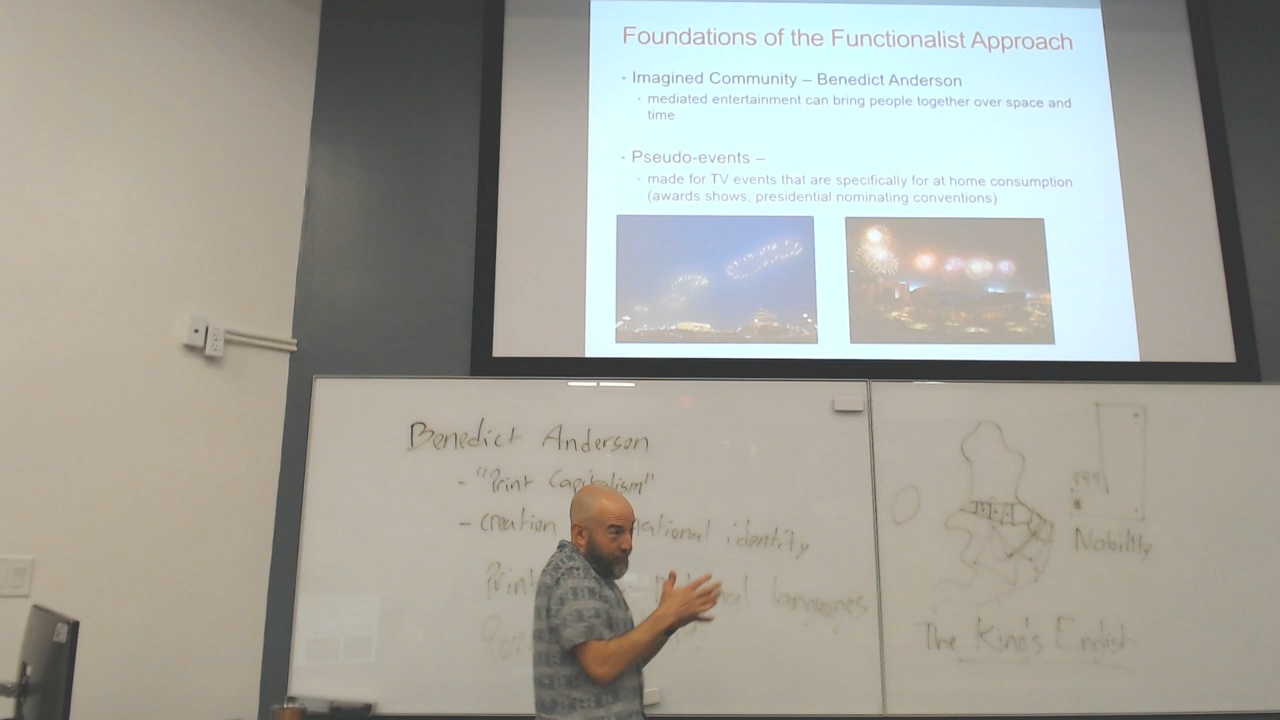 Foundations of the Functionalist Approach
Imagined Community – Benedict Anderson
mediated entertainment can bring people together over space and
time
Pseudo-events –
made for TV events that are specifically for at home consumption
(awards shows, presidential nominating conventions)
Benedict Anderson
- "Print Capitalism"
- creation national identity
Print
Nobility
The King's English